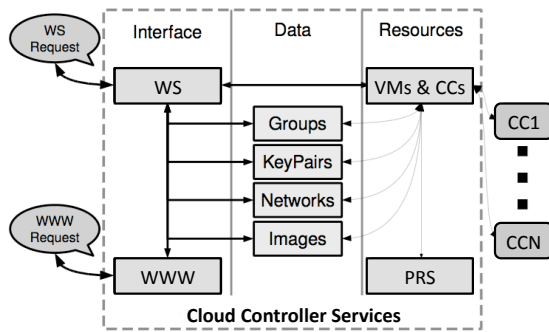 WS
Request
Interface
Data
Resources
WS
VMs & CCs
Groups
CC1
KeyPairs
Networks
WWW
Request
Images
CCN
WWW
PRS
Cloud Controller Services